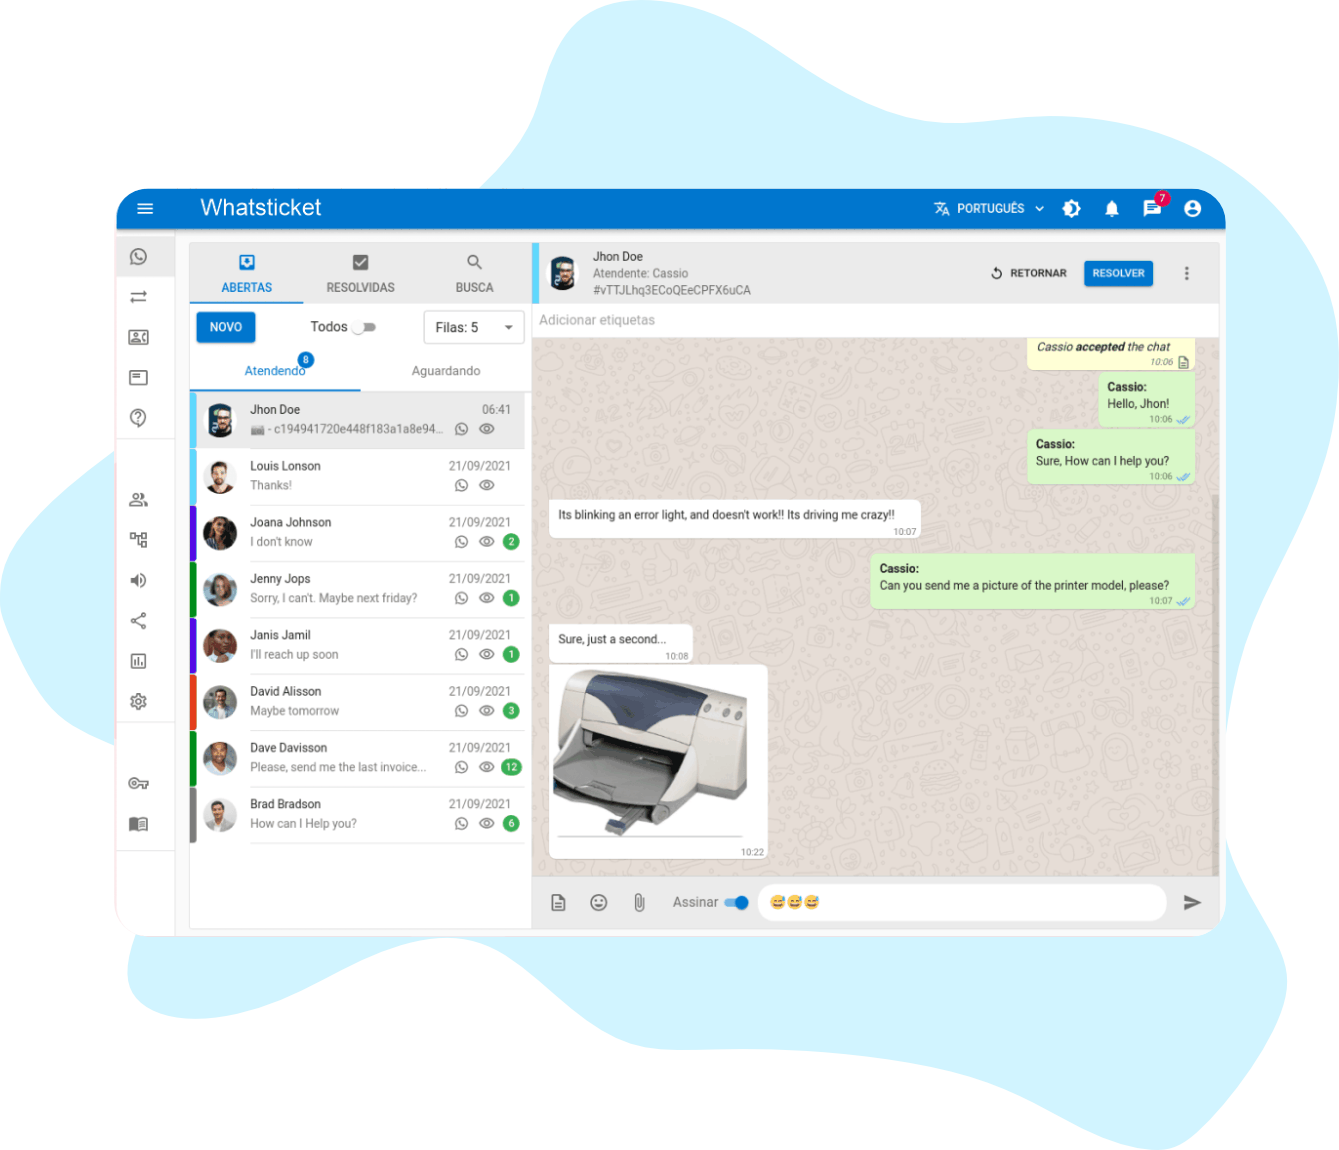 Whatsticket
PORTUGUÊS
7
ABERTAS
RESOLVIDAS
BUSCA
NOVO
Todos
Filas: 5
Atendendo
8
Aguardando
Jhon Doe
06:41
- c194941720e448f183a1a8e94...
Louis Lonson
21/09/2021
Thanks!
Joana Johnson
21/09/2021
I don't know
2
Jenny Jops
21/09/2021
Sorry, I can't. Maybe next friday?
1
Janis Jamil
21/09/2021
I'll reach up soon
1
David Alisson
21/09/2021
Maybe tomorrow
3
Dave Davisson
21/09/2021
Please, send me the last invoice...
12
Brad Bradson
21/09/2021
How can I Help you?
6
Jhon Doe
Atendente: Cassio
#vTTJLhq3ECoQEeCPFX6uCA
RETORNAR
RESOLVER
Adicionar etiquetas
Cassio accepted the chat
10:06
Cassio:
Hello, Jhon!
10:06
Cassio:
Sure, How can I help you?
10:06
Its blinking an error light, and doesn't work!! Its driving me crazy!!
10:07
Cassio:
Can you send me a picture of the printer model, please?
10:07
Sure, just a second...
10:08
10:22
Assinar
😅😅😅